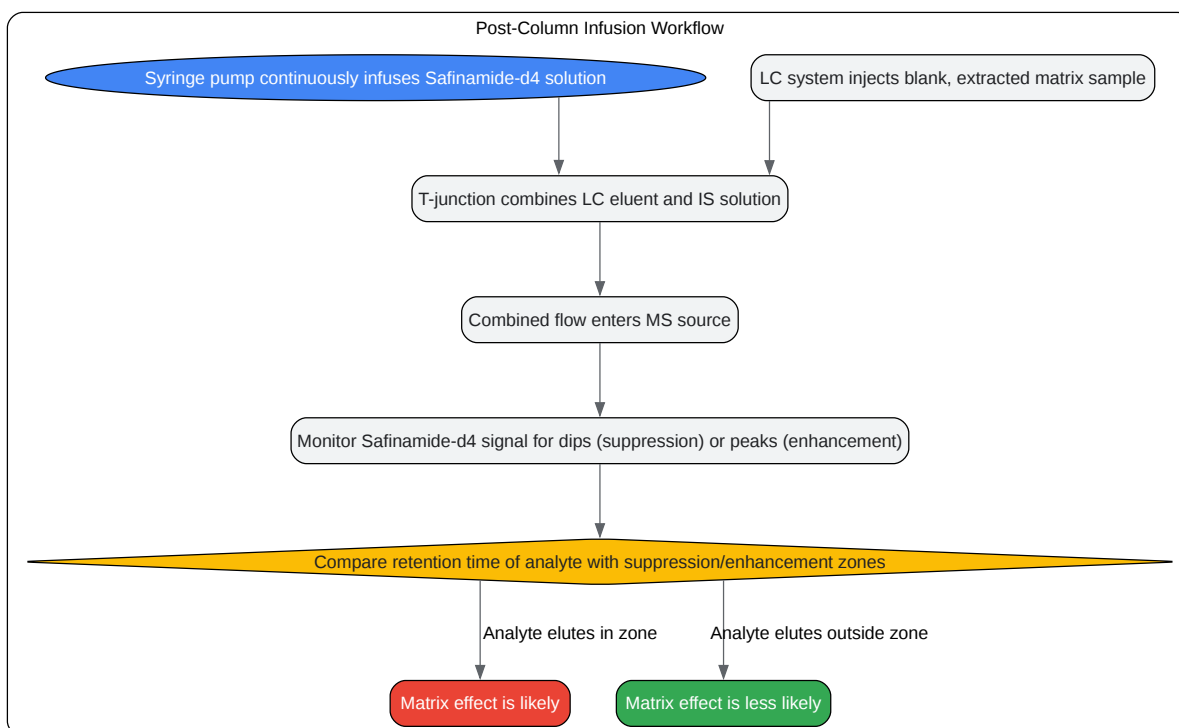 Post-Column Infusion Workflow
Syringe pump continuously infuses Safinamide-d4 solution
LC system injects blank, extracted matrix sample
T-junction combines LC eluent and IS solution
Combined flow enters MS source
Monitor Safinamide-d4 signal for dips (suppression) or peaks (enhancement)
Compare retention time of analyte with suppression/enhancement zones
Analyte elutes in zone
Analyte elutes outside zone
Matrix effect is likely
Matrix effect is less likely